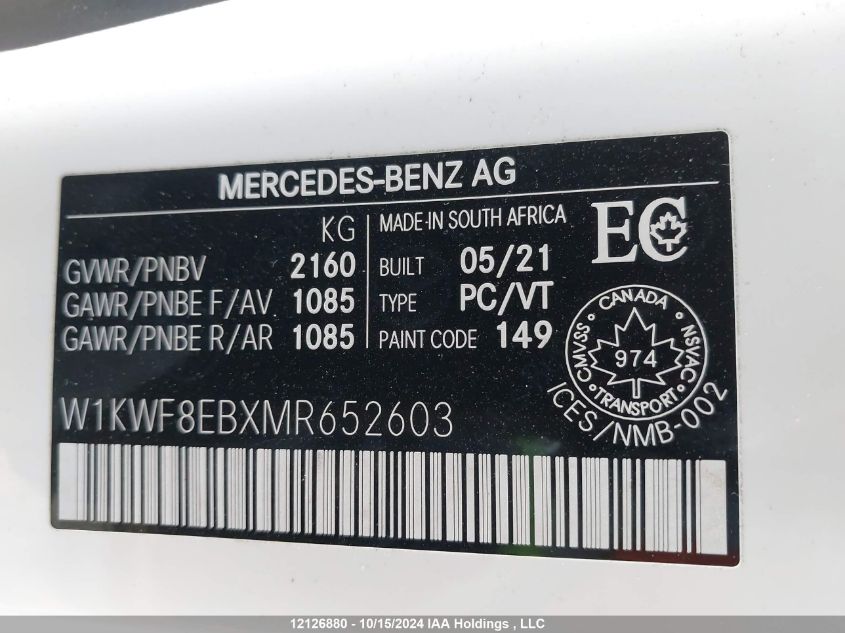 MERCEDES-BENZ AG
KG
GVWR/PNBV 2160
GAWR/PNBE F/AV 1085
GAWR/PNBE R/AR 1085
MADE-IN SOUTH AFRICA
BUILT 05/21
TYPE PC/VT
PAINT CODE 149
EC
CANADA
CMVSS
974
NSVAC
TRANSPORT
ICES/NMB-002
W1KWF8EBXMR652603
12126880 - 10/15/2024 IAA Holdings , LLC